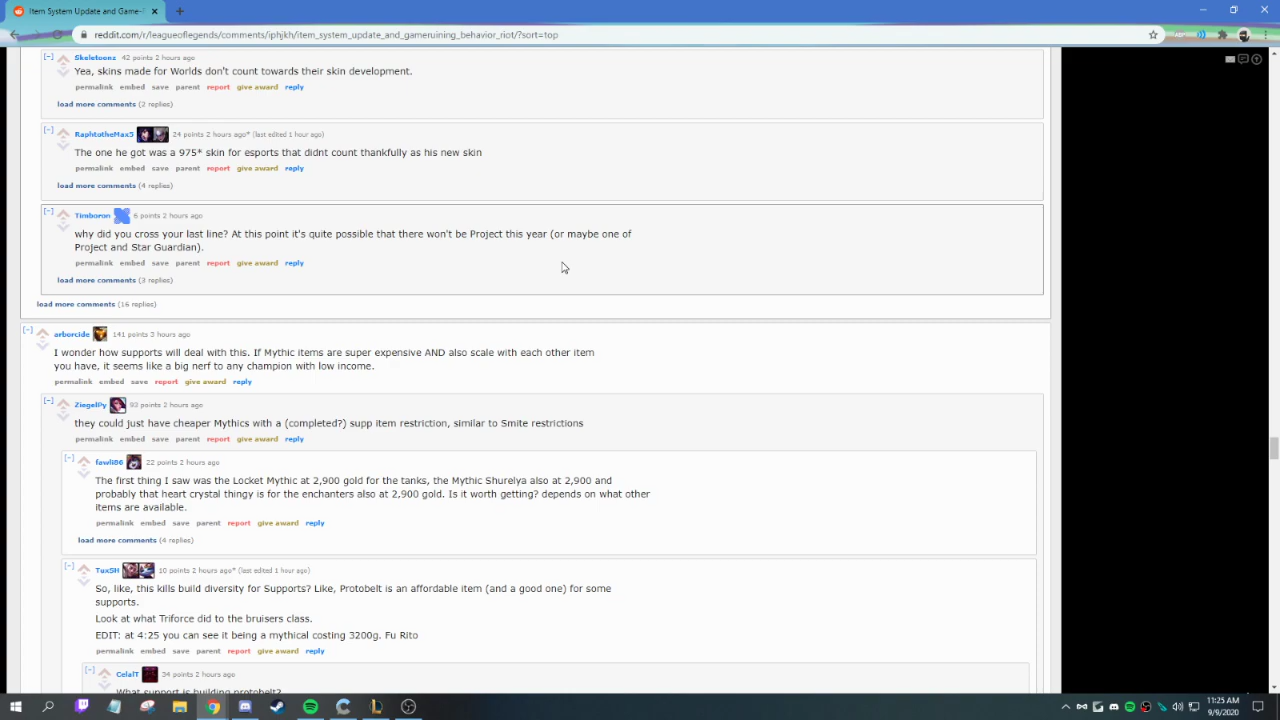 Item System Update and Game-
reddit.com/r/leagueoflegends/comments/iphjkh/item_system_update_and_gameruining_behavior_riot/?sort=top
[-] Skeletoonz 42 points 2 hours ago
Yea, skins made for Worlds don't count towards their skin development.
permalink embed save parent report give award reply
load more comments (2 replies)
[-] RaphtotheMax5 24 points 2 hours ago* (last edited 1 hour ago)
The one he got was a 975* skin for esports that didnt count thankfully as his new skin
permalink embed save parent report give award reply
load more comments (4 replies)
[-] Timboron 6 points 2 hours ago
why did you cross your last line? At this point it's quite possible that there won't be Project this year (or maybe one of
Project and Star Guardian).
permalink embed save parent report give award reply
load more comments (3 replies)
load more comments (16 replies)
[-] arborcide 141 points 3 hours ago
I wonder how supports will deal with this. If Mythic items are super expensive AND also scale with each other item
you have, it seems like a big nerf to any champion with low income.
permalink embed save report give award reply
[-] ZiegelPy 93 points 2 hours ago
they could just have cheaper Mythics with a (completed?) supp item restriction, similar to Smite restrictions
permalink embed save parent report give award reply
[-] fawli86 22 points 2 hours ago
The first thing I saw was the Locket Mythic at 2,900 gold for the tanks, the Mythic Shurelya also at 2,900 and
probably that heart crystal thing is for the enchanters also at 2,900 gold. Is it worth getting? depends on what other
items are available.
permalink embed save parent report give award reply
load more comments (4 replies)
[-] TuxSH 10 points 2 hours ago* (last edited 1 hour ago)
So, like, this kills build diversity for Supports? Like, Protobelt is an affordable item (and a good one) for some
supports.
Look at what Triforce did to the bruisers class.
EDIT: at 4:25 you can see it being a mythical costing 3200g. Fu Rito
permalink embed save parent report give award reply
[-] CelalT 34 points 2 hours ago
What support is building protobelt?
11:25 AM
9/9/2020